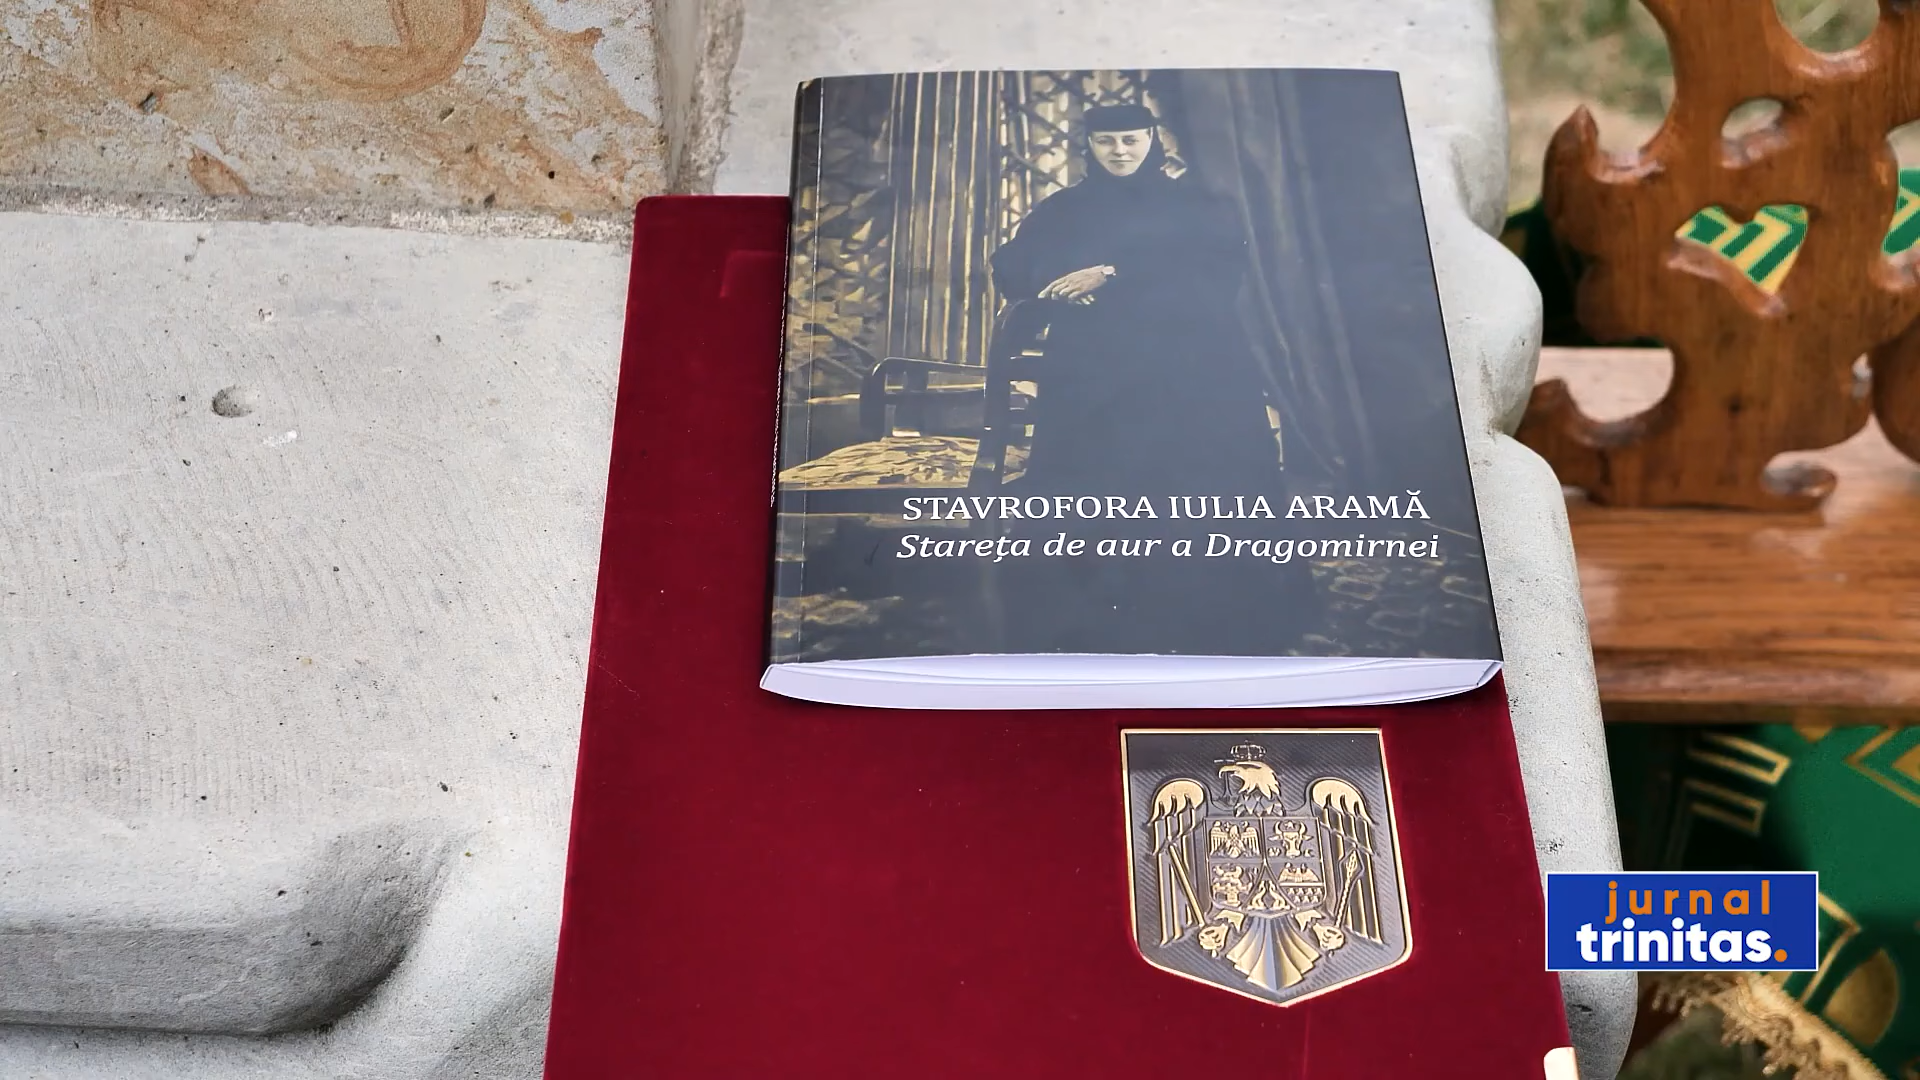 STAVROFORA IULIA ARAMĂ
Stareța de aur a Dragomirnei
jurnal
trinitas.